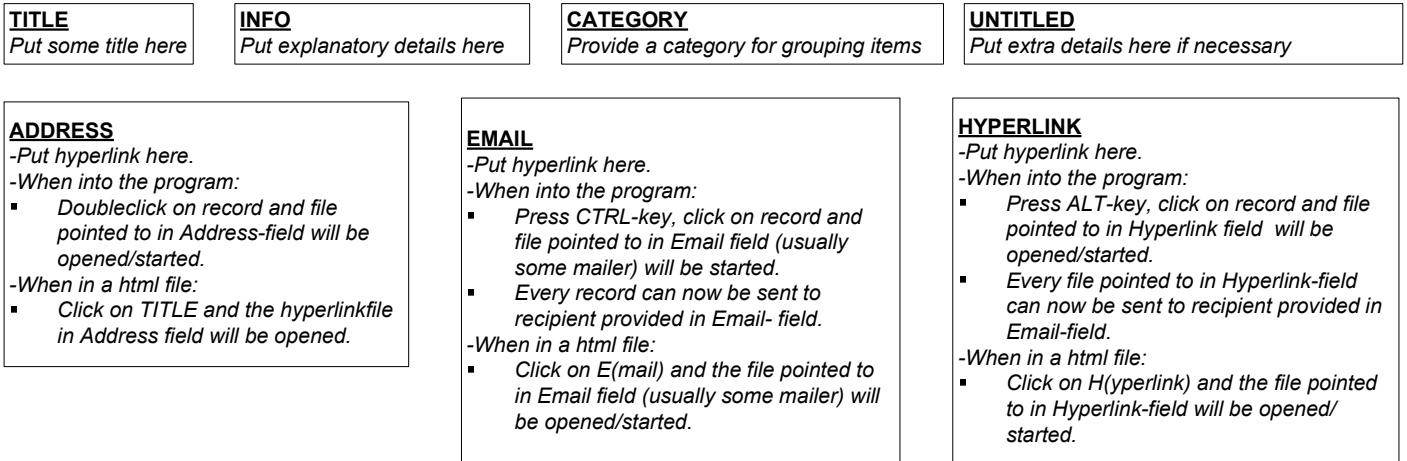 TITLE
Put some title here
INFO
Put explanatory details here
CATEGORY
Provide a category for grouping items
UNTITLED
Put extra details here if necessary
ADDRESS
-Put hyperlink here.
-When into the program:
▪ Doubleclick on record and file
pointed to in Address-field will be
opened/started.
-When in a html file:
▪ Click on TITLE and the hyperlinkfile
in Address field will be opened.
EMAIL
-Put hyperlink here.
-When into the program:
▪ Press CTRL-key, click on record and
file pointed to in Email field (usually
some mailer) will be started.
▪ Every record can now be sent to
recipient provided in Email- field.
-When in a html file:
▪ Click on E(mail) and the file pointed to
in Email field (usually some mailer) will
be opened/started.
HYPERLINK
-Put hyperlink here.
-When into the program:
▪ Press ALT-key, click on record and file
pointed to in Hyperlink field will be
opened/started.
▪ Every file pointed to in Hyperlink-field
can now be sent to recipient provided in
Email-field.
-When in a html file:
▪ Click on H(yperlink) and the file pointed
to in Hyperlink-field will be opened/
started.